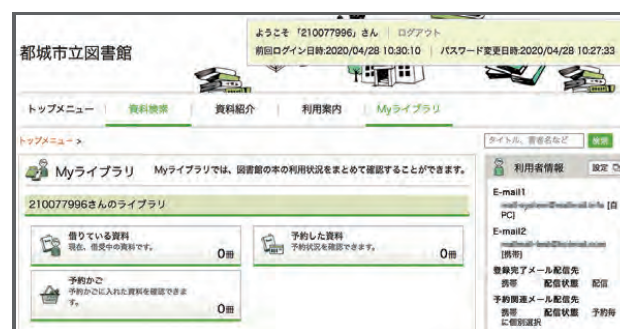 ようこそ 「210077996」さん | ログアウト
前回ログイン日時:2020/04/28 10:30:10 | パスワード変更日時:2020/04/28 10:27:33
都城市立図書館
トップメニュー 資料検索 資料紹介 利用案内 Myライブラリ
トップメニュー >
タイトル、著者名など 検索
Myライブラリ Myライブラリでは、図書館の本の利用状況をまとめて確認することができます。
210077996さんのライブラリ
借りている資料
現在、借受中の資料です。
0冊
予約した資料
予約状況を確認できます。
0冊
予約かご
予約かごに入れた資料を確認できま
す。
0冊
利用者情報 設定
E-mail1
[自
PC]
E-mail2
[携帯]
登録完了メール配信先
携帯 配信状態 配信
予約関連メール配信先
携帯 配信状態 予約毎
に個別選択